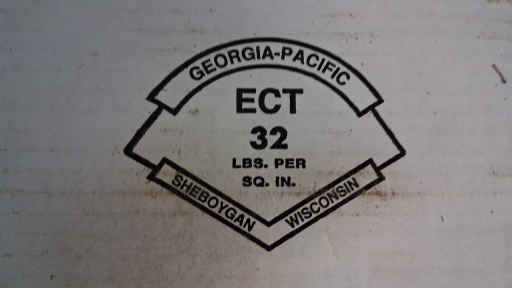 GEORGIA-PACIFIC
ECT
32
LBS. PER
SQ. IN.
SHEBOYGAN WISCONSIN